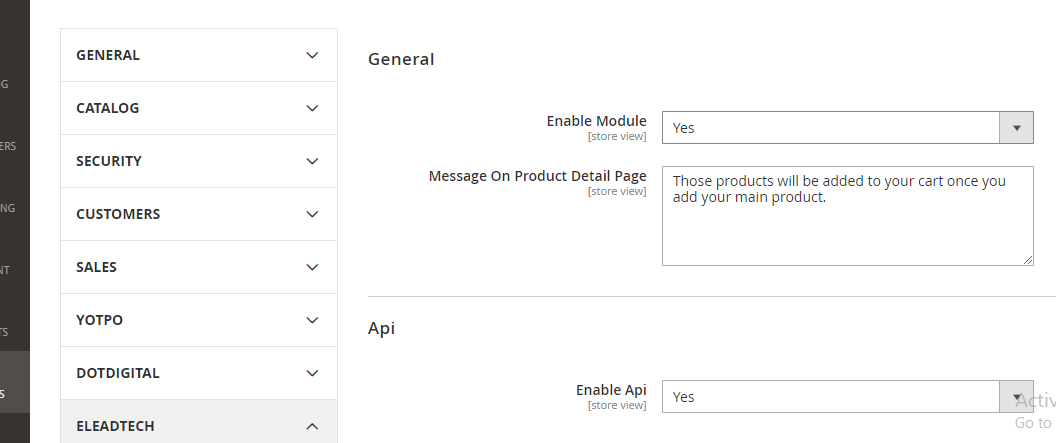 GENERAL
CATALOG
SECURITY
CUSTOMERS
SALES
YOTPO
DOTDIGITAL
ELEADTECH
General
Enable Module
[store view]
Yes
Message On Product Detail Page
[store view]
Those products will be added to your cart once you
add your main product.
Api
Enable Api
[store view]
Yes
Activ
Go to
G
ERS
NG
NT
TS
S